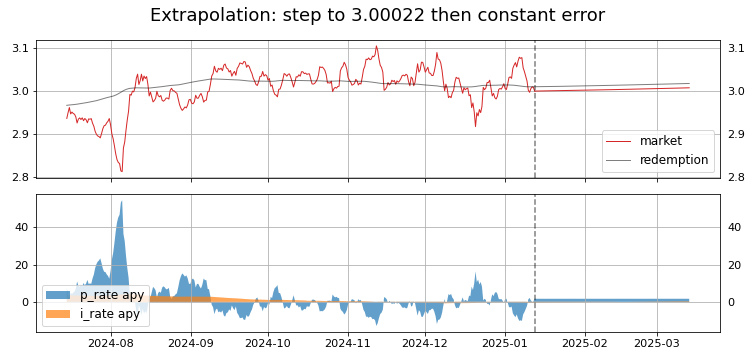 Extrapolation: step to 3.00022 then constant error
3.1 3.1
3.0 3.0
2.9 2.9
2.8 2.8
market
redemption
40 40
20 20
0 0
p_rate apy
i_rate apy
2024-08 2024-09 2024-10 2024-11 2024-12 2025-01 2025-02 2025-03